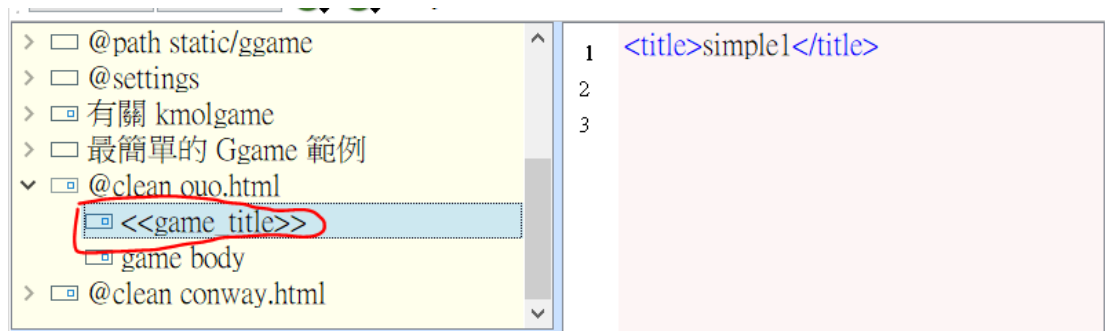 @path static/ggame
@settings
有關 kmolgame
最簡單的 Ggame 範例
@clean ouo.html
<<game_title>>
game body
@clean conway.html
1 <title>simple1</title>
2
3